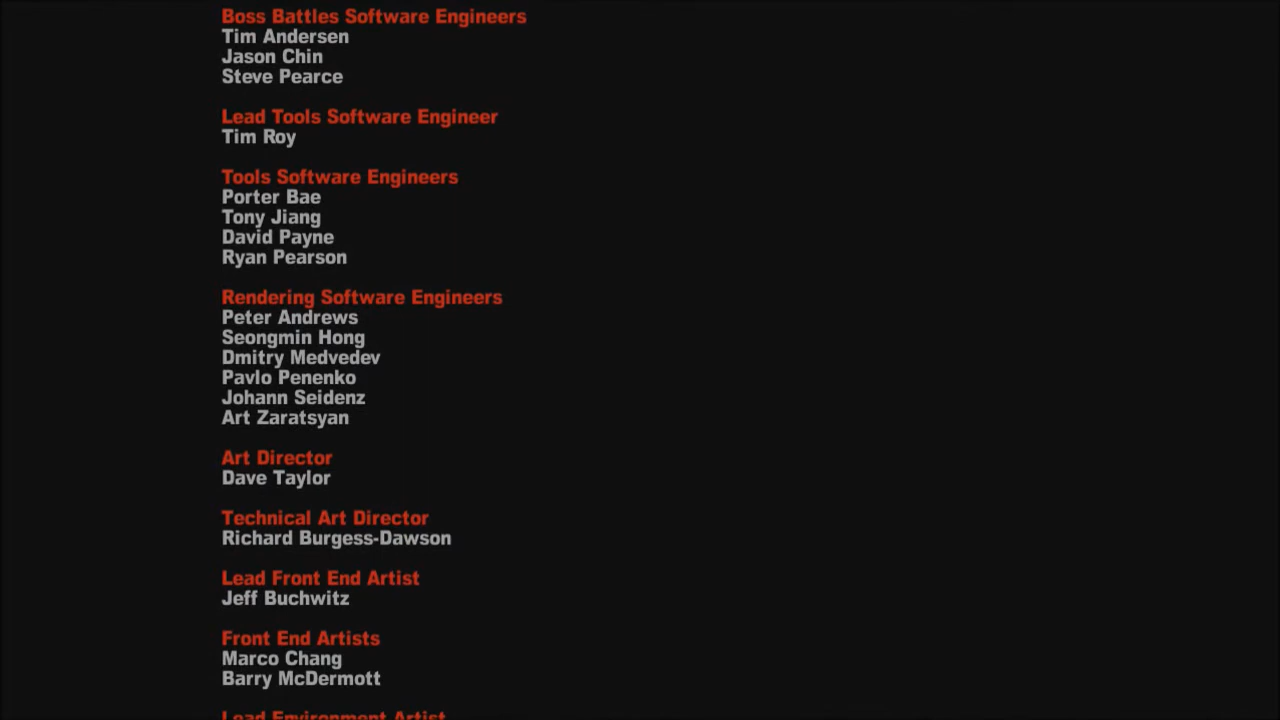 Boss Battles Software Engineers
Tim Andersen
Jason Chin
Steve Pearce
Lead Tools Software Engineer
Tim Roy
Tools Software Engineers
Porter Bae
Tony Jiang
David Payne
Ryan Pearson
Rendering Software Engineers
Peter Andrews
Seongmin Hong
Dmitry Medvedev
Pavlo Penenko
Johann Seidenz
Art Zaratsyan
Art Director
Dave Taylor
Technical Art Director
Richard Burgess-Dawson
Lead Front End Artist
Jeff Buchwitz
Front End Artists
Marco Chang
Barry McDermott
Lead Environment Artist